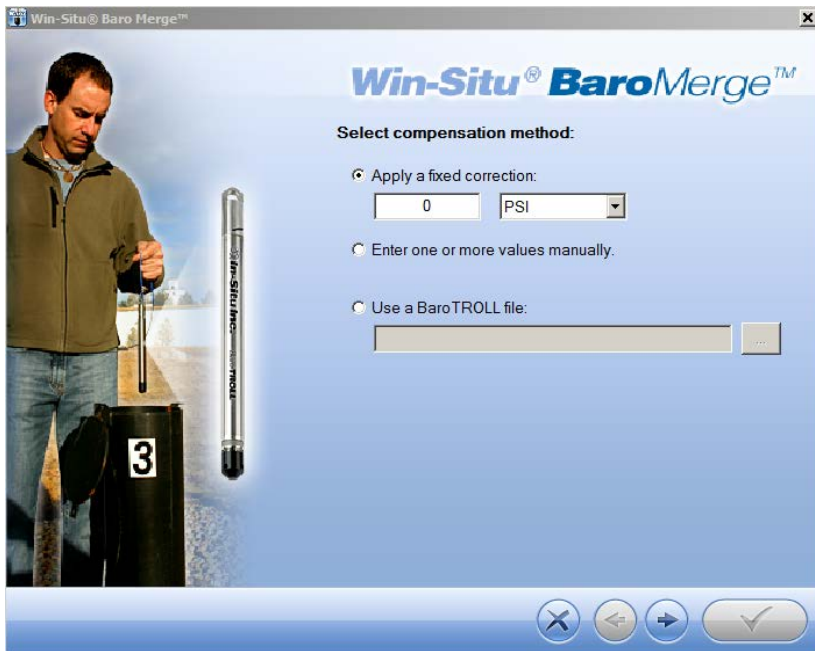 Win-Situ® Baro Merge™
Win-Situ® BaroMerge™
Select compensation method:
Apply a fixed correction:
0 PSI
Enter one or more values manually.
Use a BaroTROLL file:
...
In-Situ Inc.
TROLL
3